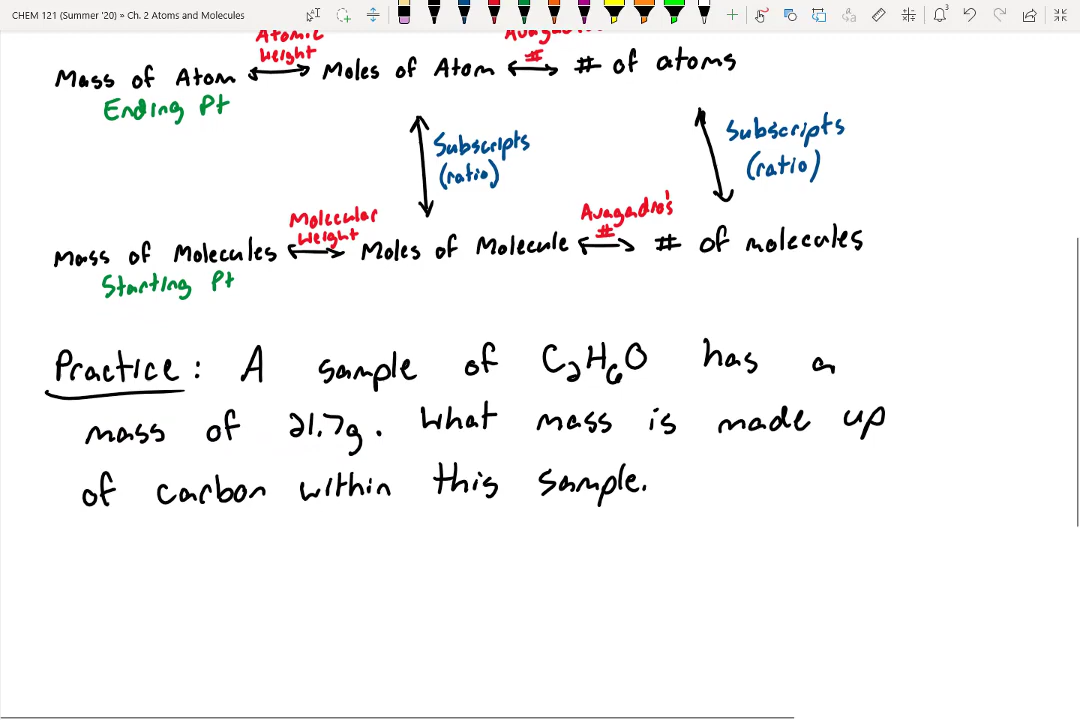 CHEM 121 (Summer '20) » Ch. 2 Atoms and Molecules
Atomic Weight
#
Mass of Atom ↔ Moles of Atom ↔ # of atoms
Ending Pt
Subscripts (ratio)
Subscripts (ratio)
Molecular Weight
Avagadro's #
Mass of Molecules ↔ Moles of Molecule ↔ # of molecules
Starting Pt
Practice: A sample of C₂H₆O has a
mass of 21.7g. What mass is made up
of carbon within this sample.